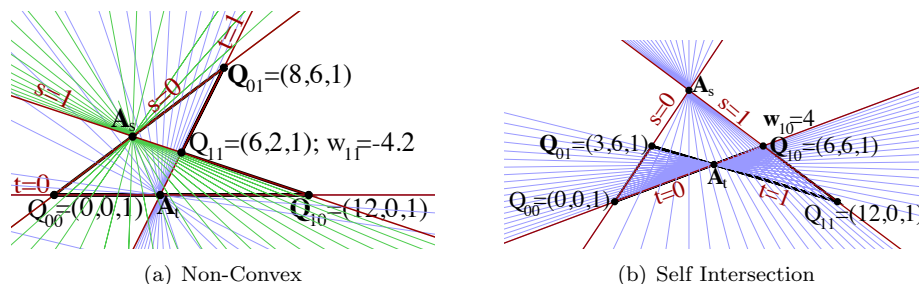 t=1
Q01=(8,6,1)
s=1
As
s=0
Q11=(6,2,1); w11=-4.2
t=0
Q00=(0,0,1)
At
Q10=(12,0,1)
(a) Non-Convex
As
s=0
s=1
w10=4
Q01=(3,6,1)
Q10=(6,6,1)
At
t=0
t=1
Q00=(0,0,1)
Q11=(12,0,1)
(b) Self Intersection